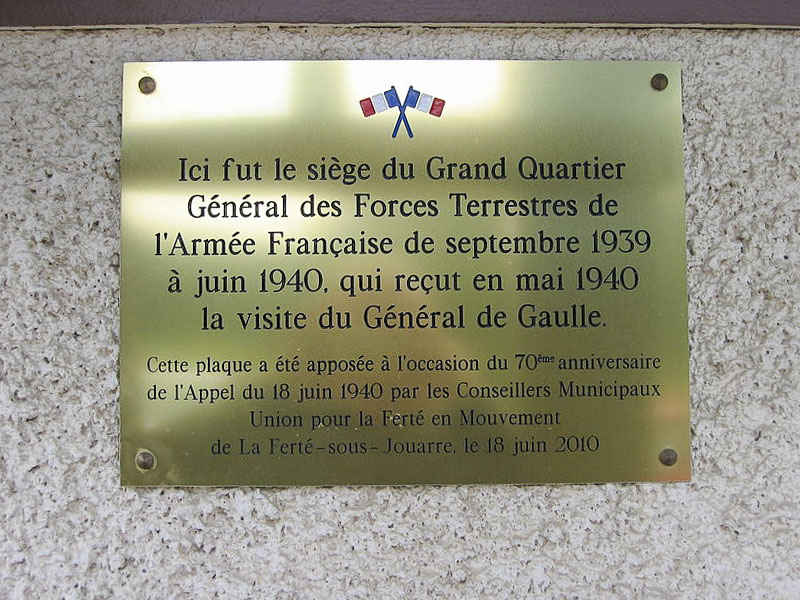 Ici fut le siège du Grand Quartier
Général des Forces Terrestres de
l'Armée Française de septembre 1939
à juin 1940, qui reçut en mai 1940
la visite du Général de Gaulle.
Cette plaque a été apposée à l'occasion du 70ème anniversaire
de l'Appel du 18 juin 1940 par les Conseillers Municipaux
Union pour la Ferté en Mouvement
de La Ferté-sous-Jouarre, le 18 juin 2010